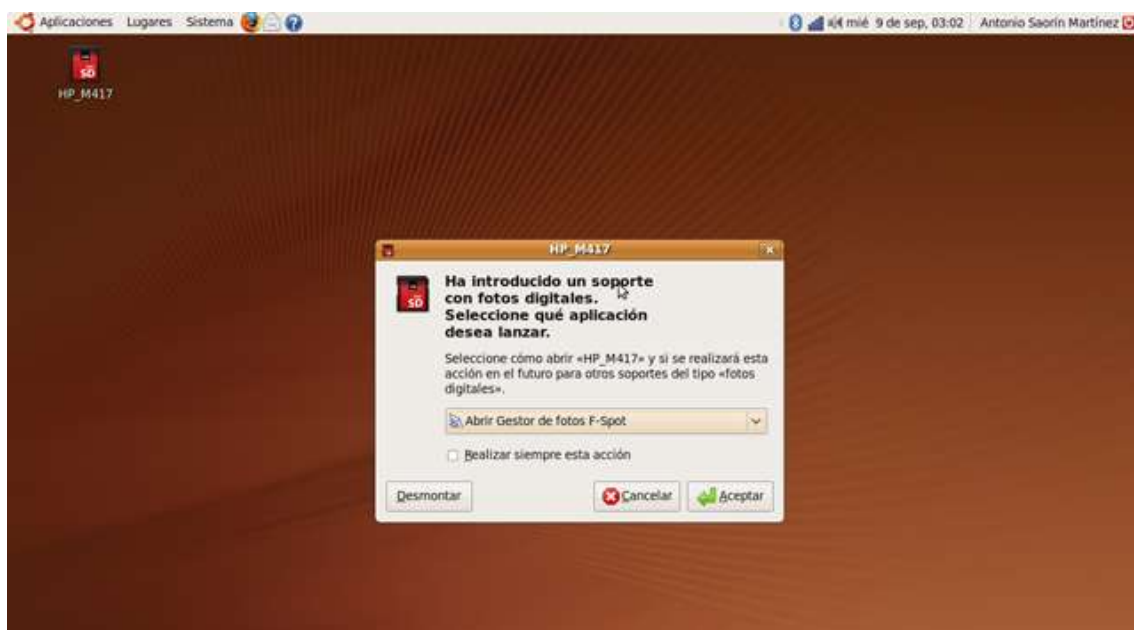 Aplicaciones Lugares Sistema mié 9 de sep, 03:02 Antonio Saorín Martínez
SD
HP_M417
HP_M417
SD
Ha introducido un soporte
con fotos digitales.
Seleccione qué aplicación
desea lanzar.
Seleccione cómo abrir «HP_M417» y si se realizará esta
acción en el futuro para otros soportes del tipo «fotos
digitales».
Abrir Gestor de fotos F-Spot
Realizar siempre esta acción
Desmontar Cancelar Aceptar